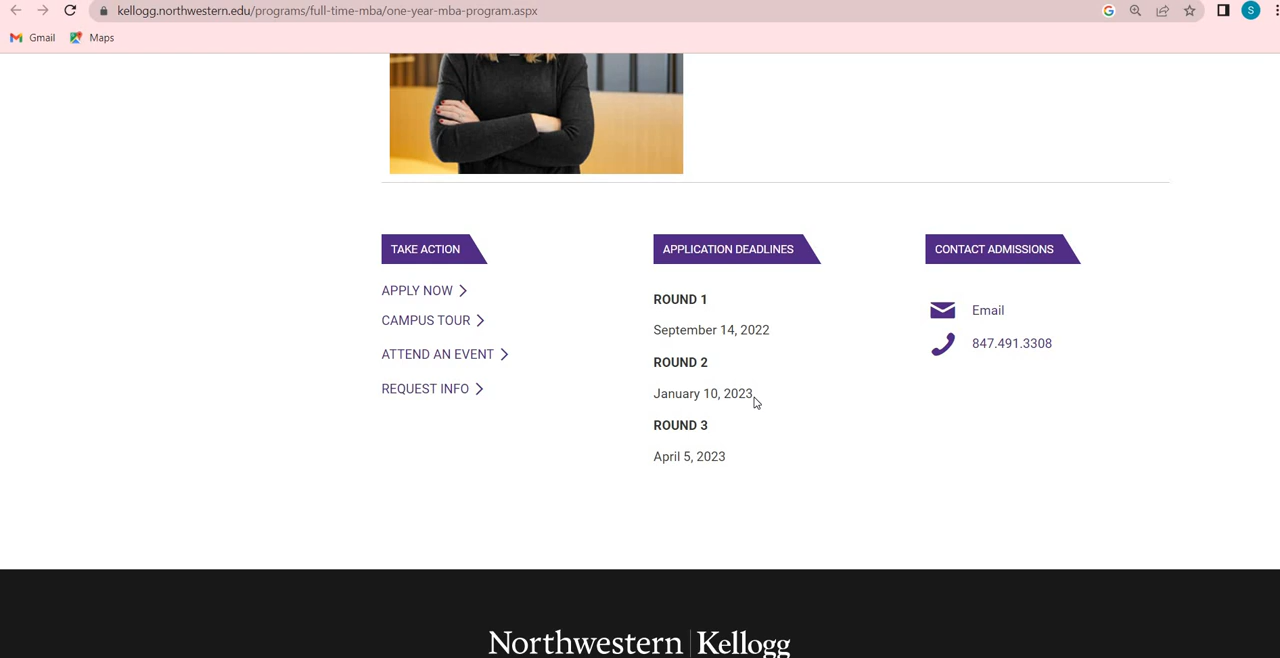 kellogg.northwestern.edu/programs/full-time-mba/one-year-mba-program.aspx
S
Gmail
Maps
TAKE ACTION
APPLY NOW
CAMPUS TOUR
ATTEND AN EVENT
REQUEST INFO
APPLICATION DEADLINES
ROUND 1
September 14, 2022
ROUND 2
January 10, 2023
ROUND 3
April 5, 2023
CONTACT ADMISSIONS
Email
847.491.3308
Northwestern | Kellogg